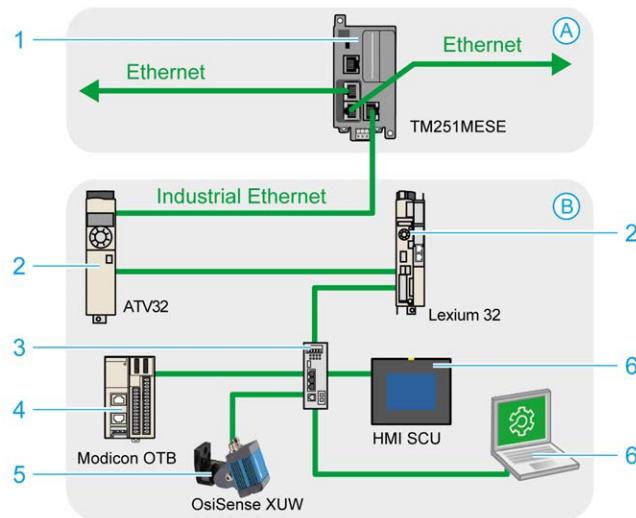 1
Ethernet
Ethernet
A
TM251MESE
Industrial Ethernet
B
2
2
ATV32
Lexium 32
3
4
6
Modicon OTB
HMI SCU
5
6
OsiSense XUW